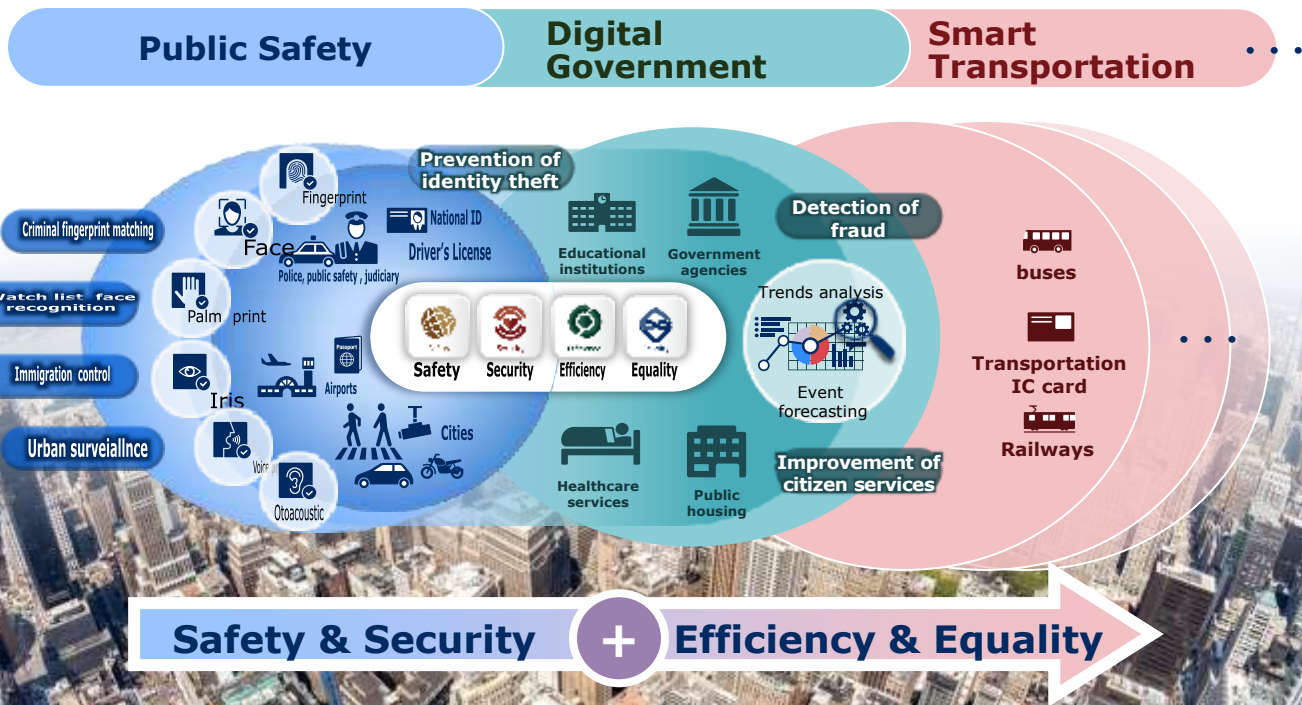 Public Safety
Digital
Government
Smart
Transportation
Prevention of
identity theft
Fingerprint
Criminal fingerprint matching
Face
National ID
Driver's License
Police, public safety , judiciary
Educational
institutions
Government
agencies
Detection of
fraud
Watch list face
recognition
Palm print
buses
Trends analysis
Passport
Safety
Security
Efficiency
Equality
Airports
Immigration control
Iris
Transportation
IC card
Event
forecasting
Urban surveiallnce
Cities
Railways
Healthcare
services
Public
housing
Improvement of
citizen services
Otoacoustic
Safety & Security
+
Efficiency & Equality